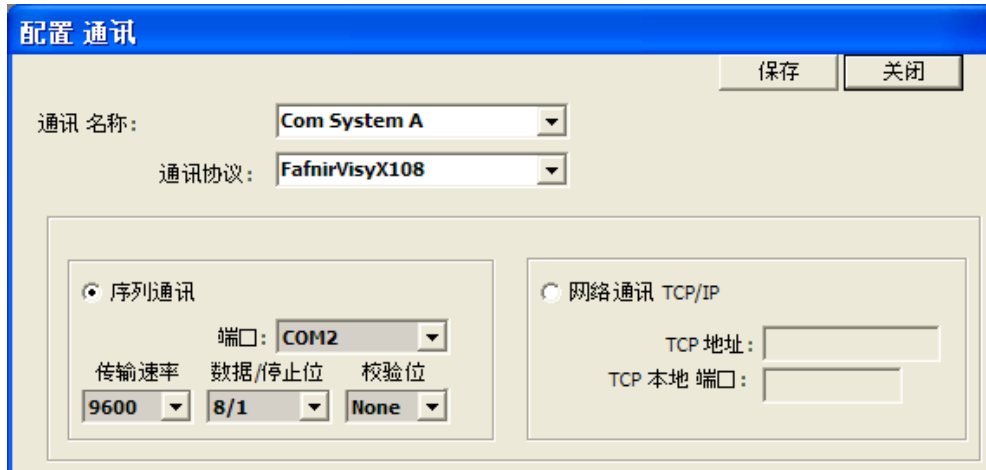 配置 通讯
保存 关闭
通讯 名称: Com System A
通讯协议: FafnirVisyX108
序列通讯
端口: COM2
传输速率 数据/停止位 校验位
9600 8/1 None
网络通讯 TCP/IP
TCP 地址:
TCP 本地 端口: